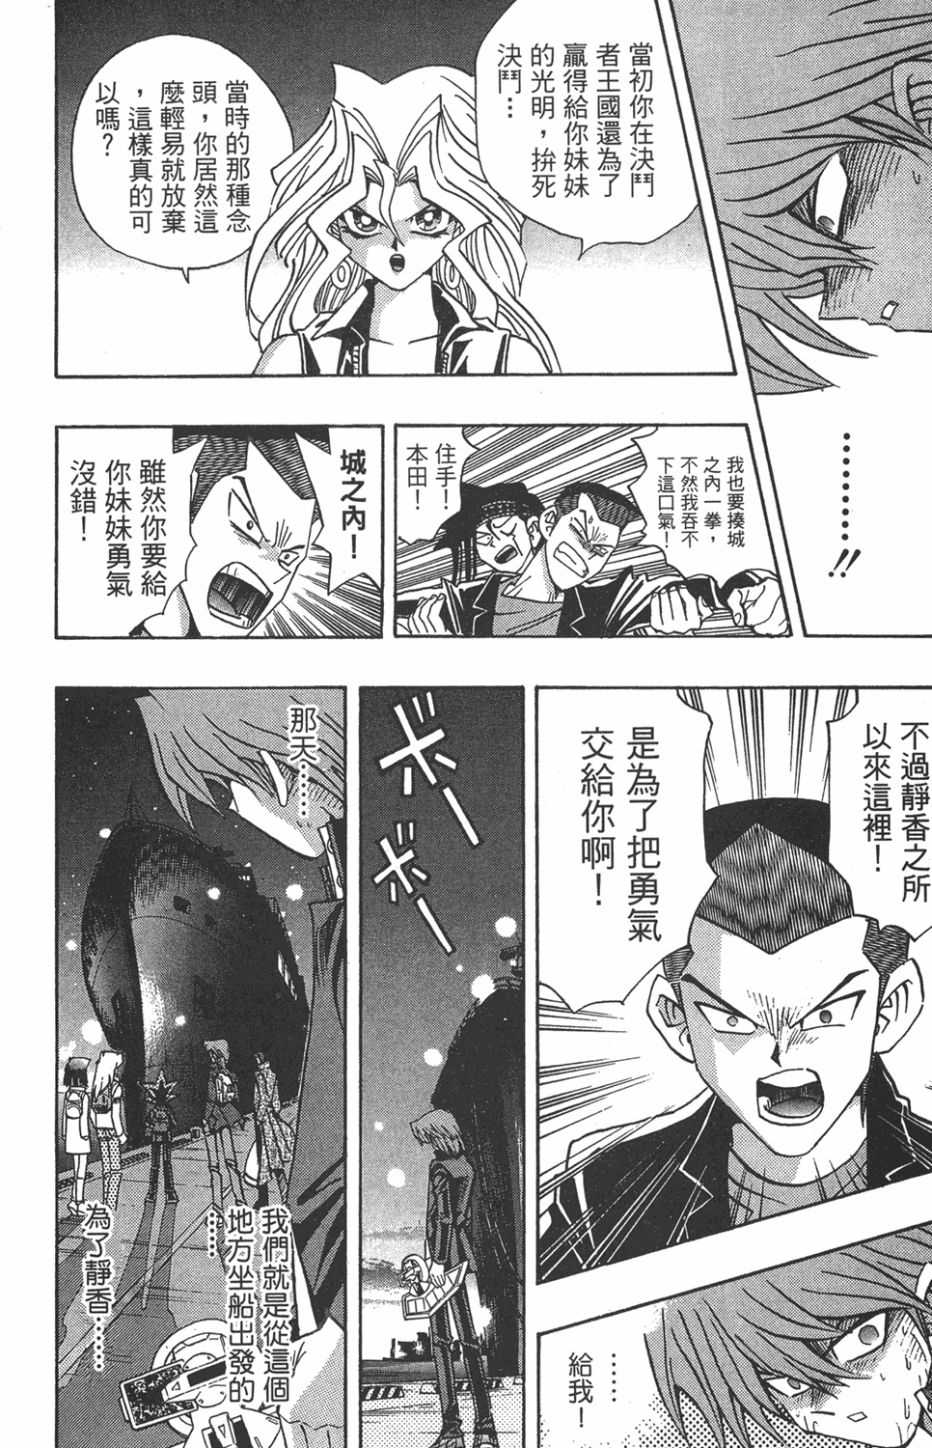 當初你在決鬥
者王國還為了
贏得給你妹妹
的光明，拚死
決鬥…
當時的那種念
頭，你居然這
麼輕易就放棄
，這樣真的可
以嗎？
………!!
我也要揍城
之內一拳，
不然我吞不
下這口氣！
住手！
本田！
城之內！
雖然你要給
你妹妹勇氣
沒錯！
不過靜香之所
以來這裡！
是為了把勇氣
交給你啊！
……
給我！
ボー
ボー
那天……
我們就是從這個
地方坐船出發的
……
為了靜香……